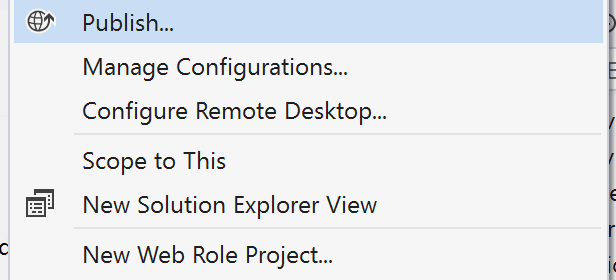 Publish...
Manage Configurations...
Configure Remote Desktop...
Scope to This
New Solution Explorer View
New Web Role Project...